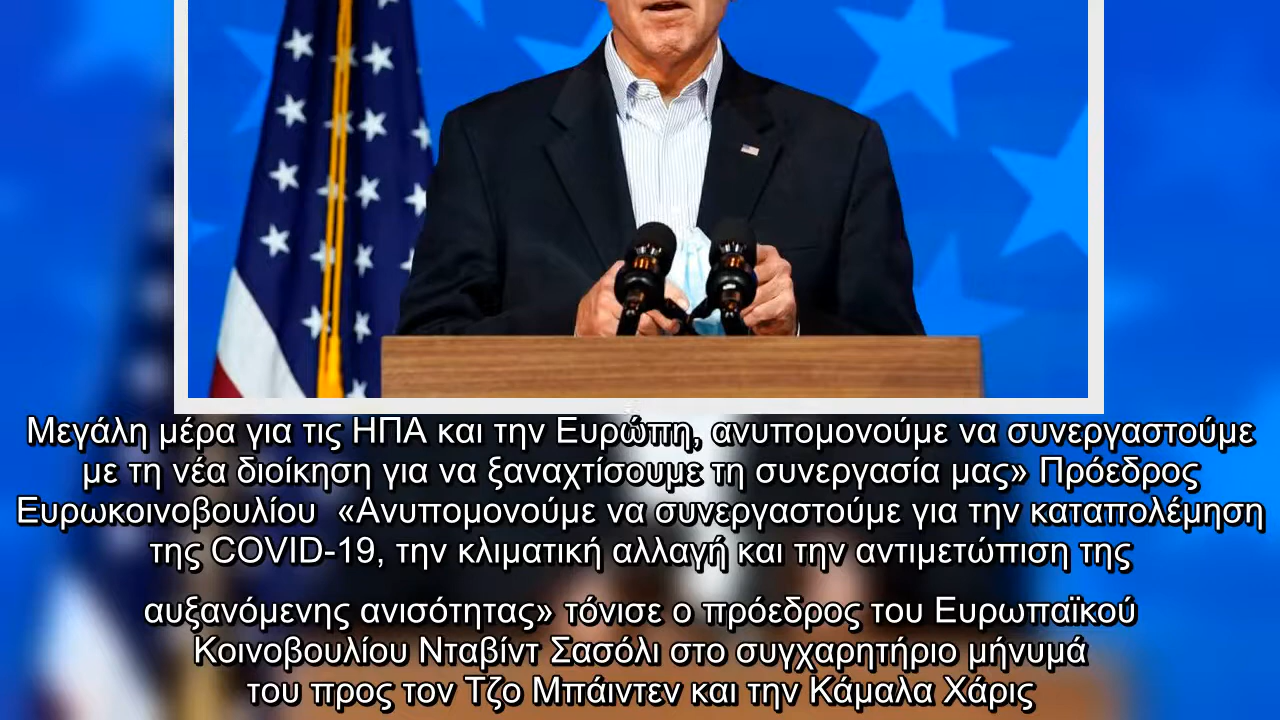 Μεγάλη μέρα για τις ΗΠΑ και την Ευρώπη, ανυπομονούμε να συνεργαστούμε
με τη νέα διοίκηση για να ξαναχτίσουμε τη συνεργασία μας» Πρόεδρος
Ευρωκοινοβουλίου «Ανυπομονούμε να συνεργαστούμε για την καταπολέμηση
της COVID-19, την κλιματική αλλαγή και την αντιμετώπιση της
αυξανόμενης ανισότητας» τόνισε ο πρόεδρος του Ευρωπαϊκού
Κοινοβουλίου Νταβίντ Σασόλι στο συγχαρητήριο μήνυμά
του προς τον Τζο Μπάιντεν και την Κάμαλα Χάρις